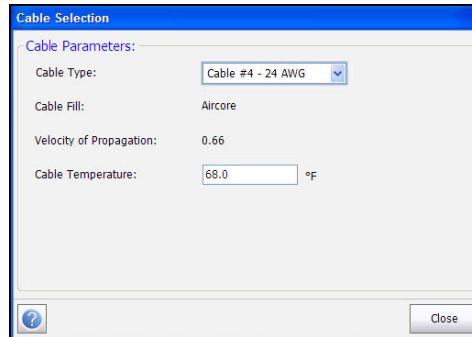 Cable Selection
Cable Parameters:
Cable Type: Cable #4 - 24 AWG
Cable Fill: Aircore
Velocity of Propagation: 0.66
Cable Temperature: 68.0 °F
? Close